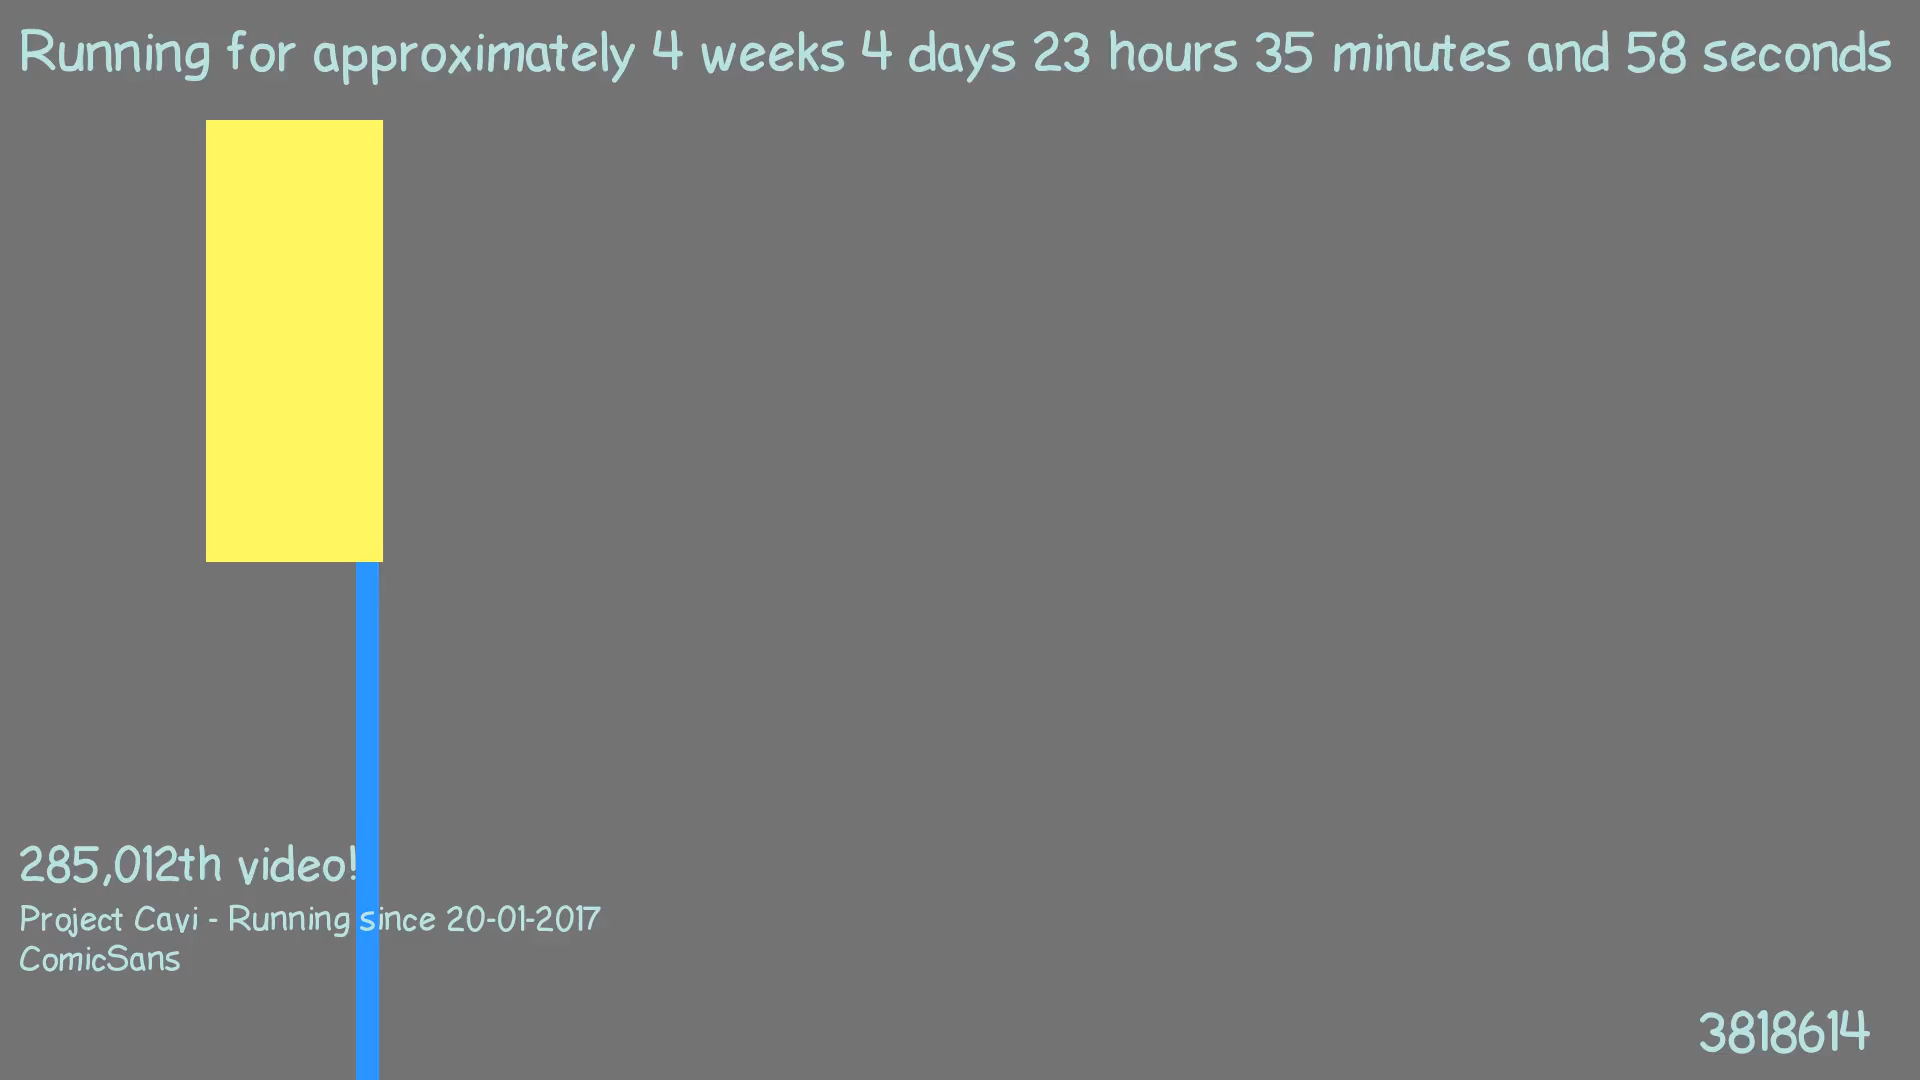 Running for approximately 4 weeks 4 days 23 hours 35 minutes and 58 seconds
285,012th video!
Project Cavi - Running since 20-01-2017
ComicSans
3818614